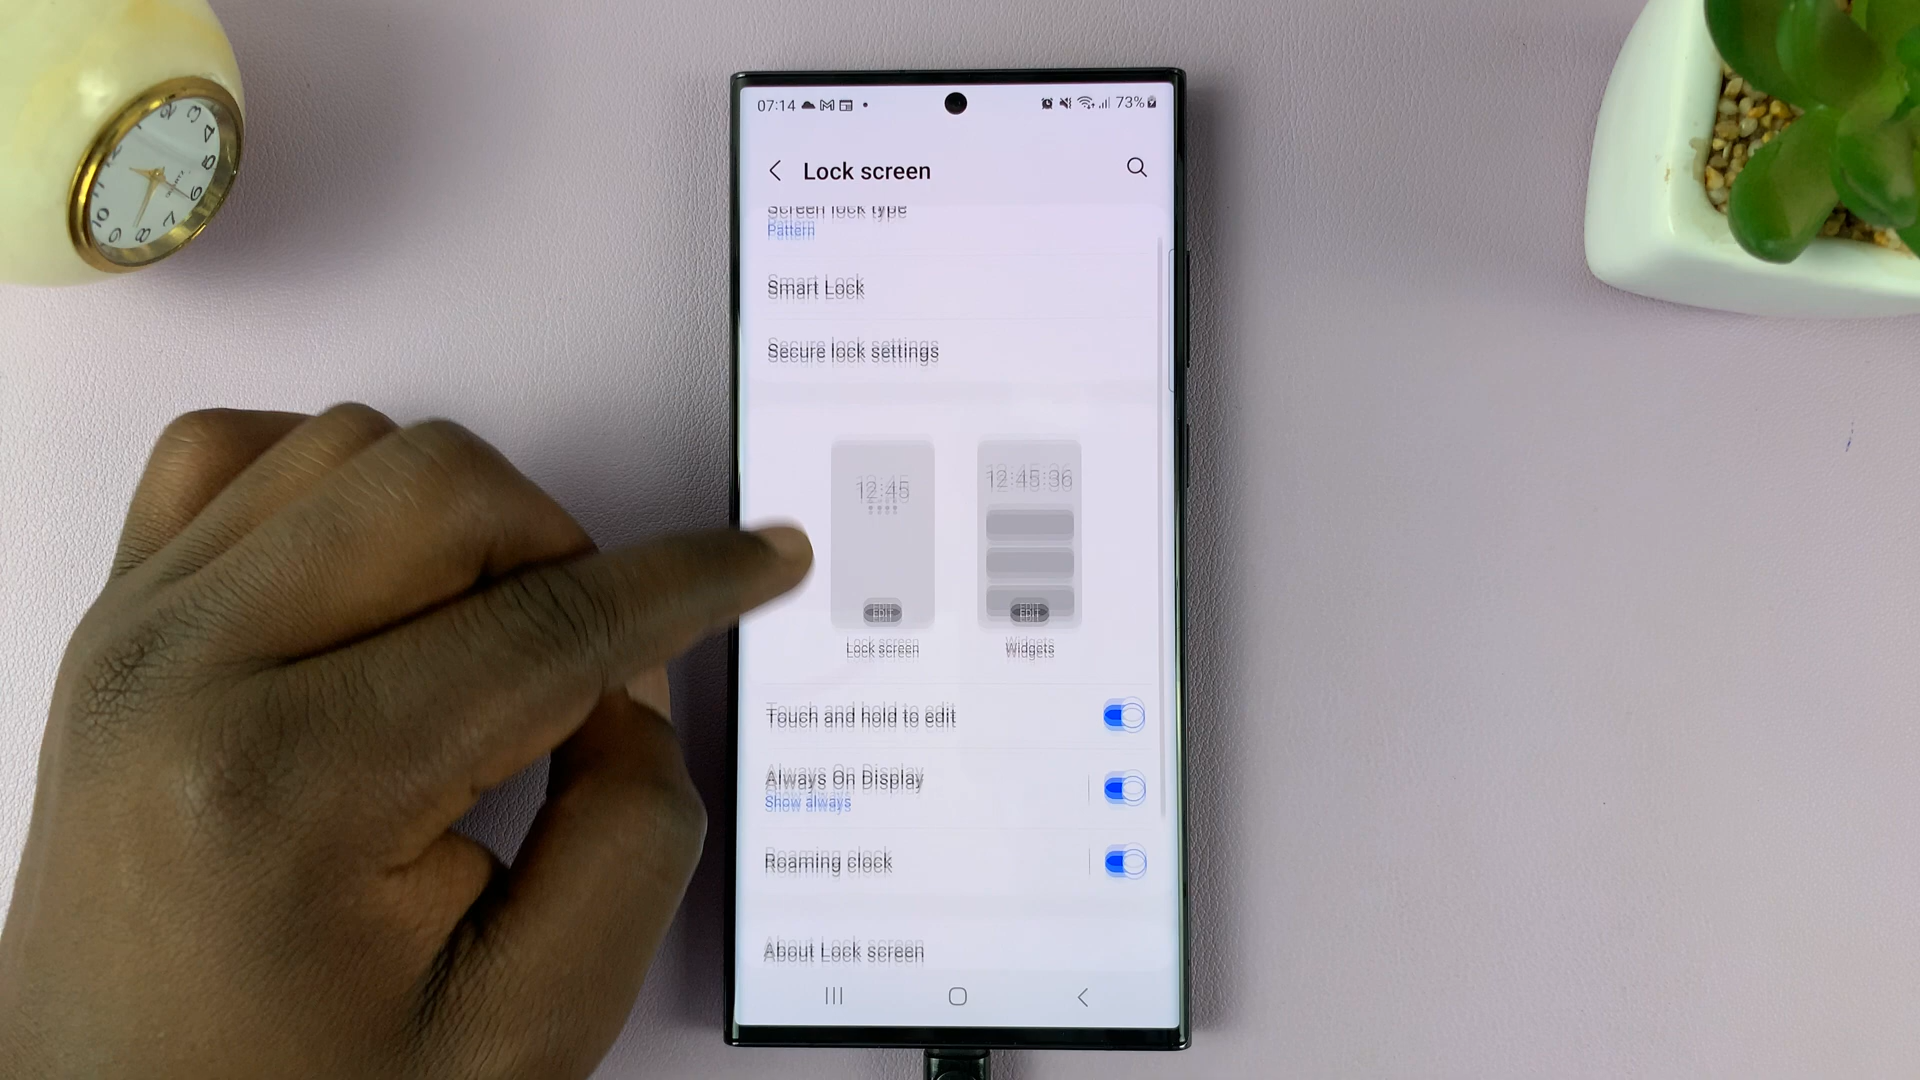 07:14
73%
Lock screen
Screen lock type
Pattern
Smart Lock
Secure lock settings
12:45
12:45:36
EDIT
EDIT
Lock screen
Widgets
Touch and hold to edit
Always On Display
Show always
Roaming clock
About Lock screen